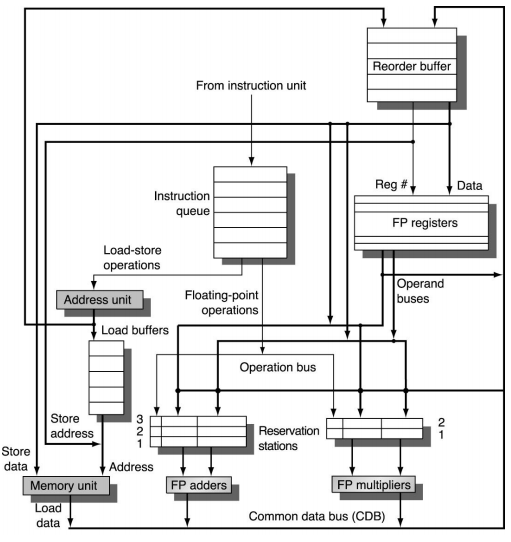 Reorder buffer
From instruction unit
Reg #
Data
Instruction
queue
FP registers
Load-store
operations
Operand
buses
Address unit
Floating-point
operations
Load buffers
Operation bus
Store
address
3
2
1
Reservation
stations
2
1
Store
data
Address
Memory unit
FP adders
FP multipliers
Load
data
Common data bus (CDB)